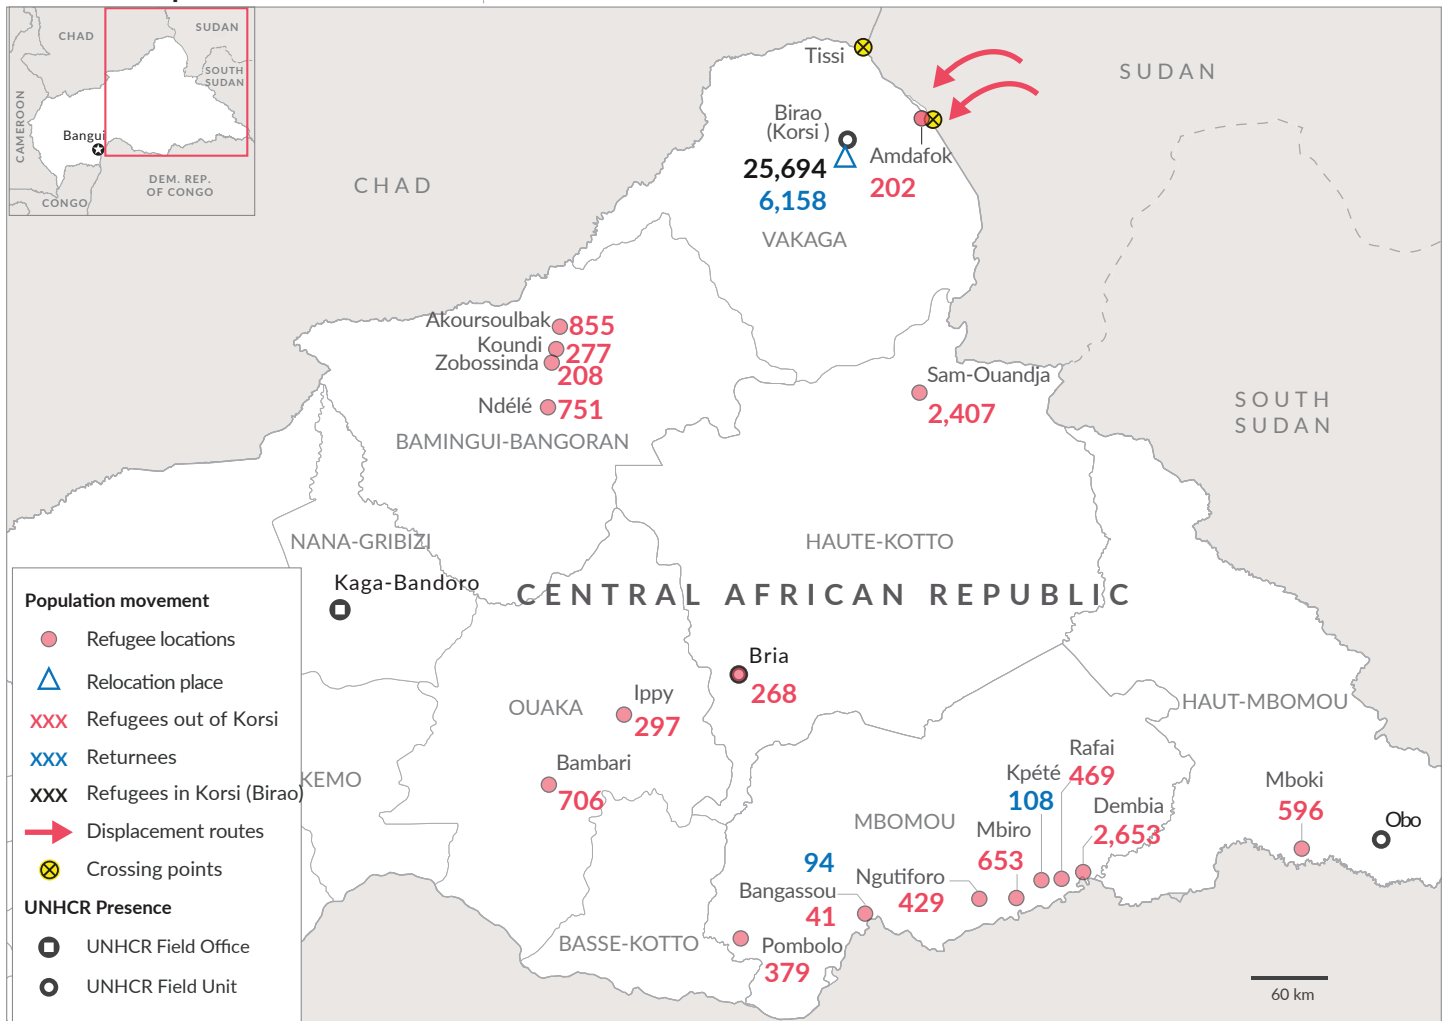 CHAD
SUDAN
SOUTH
SUDAN
CAMEROON
Bangui
DEM. REP.
OF CONGO
CONGO
Tissi
SUDAN
Birao
(Korsi )
25,694
6,158
Amdafok
202
VAKAGA
CHAD
Akoursoulbak
855
Koundi
277
Zobossinda
208
Ndélé
751
BAMINGUI-BANGORAN
Sam-Ouandja
2,407
SOUTH
SUDAN
NANA-GRIBIZI
HAUTE-KOTTO
Kaga-Bandoro
CENTRAL AFRICAN REPUBLIC
Bria
268
OUAKA
Ippy
297
Bambari
706
KEMO
HAUT-MBOMOU
Rafai
469
Kpété
108
Dembia
2,653
Mboki
596
Obo
MBOMOU
Mbiro
653
94
Bangassou
41
Ngutiforo
429
BASSE-KOTTO
Pombolo
379
Population movement
Refugee locations
Relocation place
XXX Refugees out of Korsi
XXX Returnees
XXX Refugees in Korsi (Birao)
Displacement routes
Crossing points
UNHCR Presence
UNHCR Field Office
UNHCR Field Unit
60 km